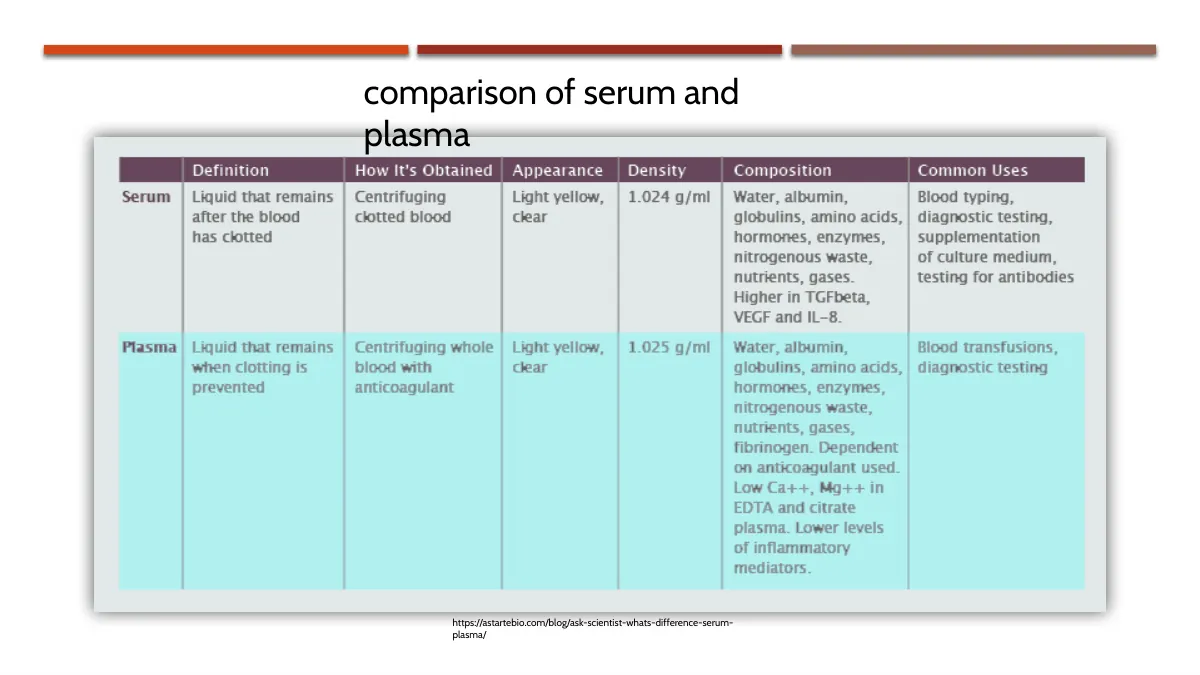 comparison of serum and
plasma
Definition How It's Obtained Appearance Density Composition Common Uses
Serum
Liquid that remains
after the blood
has clotted
Centrifuging
clotted blood
Light yellow,
clear
1.024 g/ml
Water, albumin,
globulins, amino acids,
hormones, enzymes,
nitrogenous waste,
nutrients, gases.
Higher in TGFbeta,
VEGF and IL-8.
Blood typing,
diagnostic testing,
supplementation
of culture medium,
testing for antibodies
Plasma
Liquid that remains
when clotting is
prevented
Centrifuging whole
blood with
anticoagulant
Light yellow,
clear
1.025 g/ml
Water, albumin,
globulins, amino acids,
hormones, enzymes,
nitrogenous waste,
nutrients, gases,
fibrinogen. Dependent
on anticoagulant used.
Low Ca++, Mg++ in
EDTA and citrate
plasma. Lower levels
of inflammatory
mediators.
Blood transfusions,
diagnostic testing
https://astartebio.com/blog/ask-scientist-whats-difference-serum-
plasma/